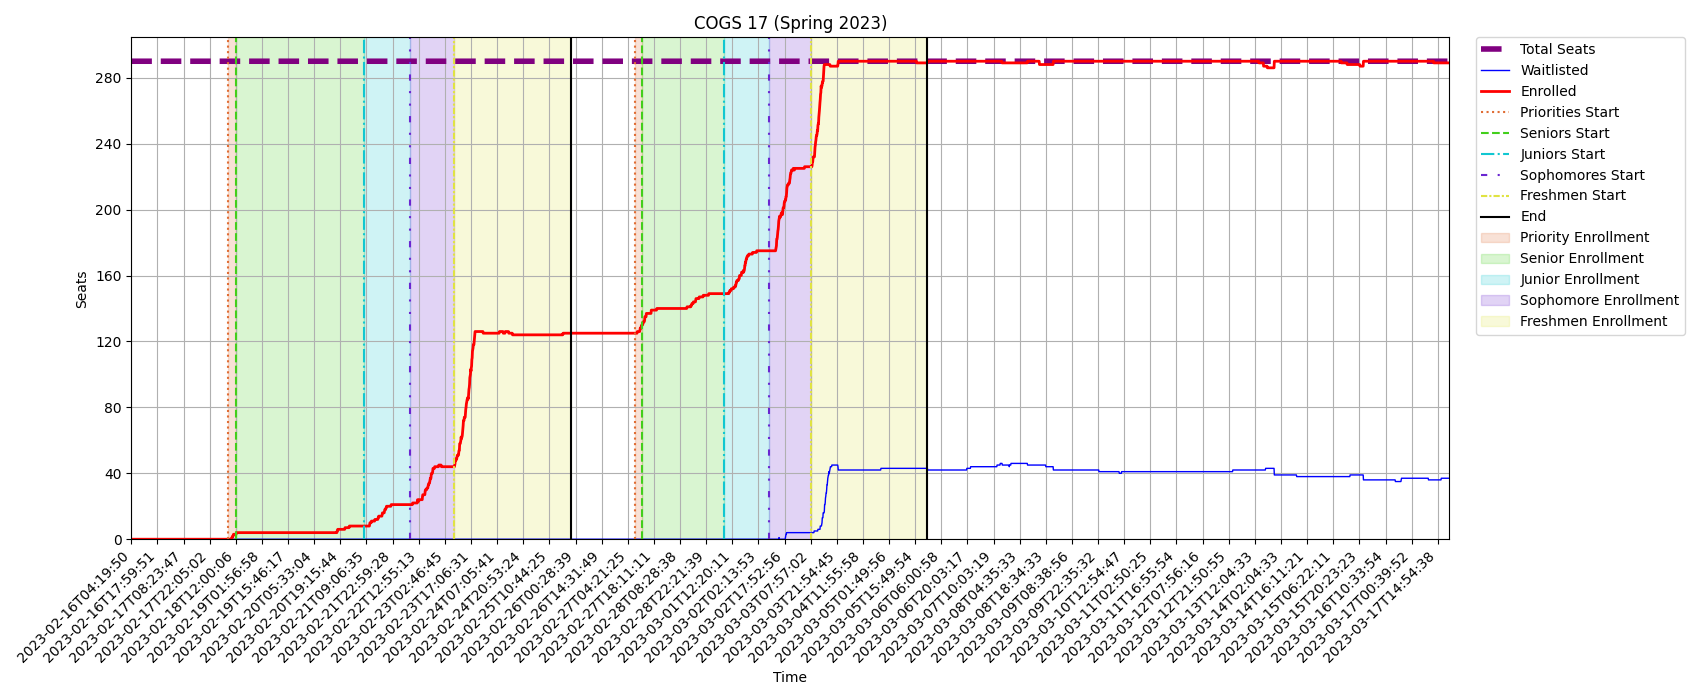 COGS 17 (Spring 2023)
Seats
280
240
200
160
120
80
40
0
2023-02-16T04:19:50
2023-02-16T17:59:51
2023-02-17T08:23:47
2023-02-17T22:05:02
2023-02-18T12:00:06
2023-02-19T01:56:58
2023-02-19T15:46:17
2023-02-20T05:33:04
2023-02-20T19:15:44
2023-02-21T09:06:35
2023-02-21T22:59:28
2023-02-22T12:55:13
2023-02-23T02:46:45
2023-02-23T17:06:31
2023-02-24T07:05:41
2023-02-24T20:53:24
2023-02-25T10:44:25
2023-02-26T00:28:39
2023-02-26T14:31:49
2023-02-27T04:21:25
2023-02-27T18:11:11
2023-02-28T08:28:38
2023-02-28T22:21:39
2023-03-01T12:20:11
2023-03-02T02:13:53
2023-03-02T17:52:56
2023-03-03T07:57:02
2023-03-03T21:54:45
2023-03-04T11:55:58
2023-03-05T01:49:56
2023-03-05T15:49:54
2023-03-06T06:00:58
2023-03-06T20:03:17
2023-03-07T10:03:19
2023-03-08T04:35:33
2023-03-08T18:34:33
2023-03-09T08:38:56
2023-03-09T22:35:32
2023-03-10T12:54:47
2023-03-11T02:50:25
2023-03-11T16:55:54
2023-03-12T07:56:16
2023-03-12T21:50:55
2023-03-13T12:04:33
2023-03-14T02:04:33
2023-03-14T16:11:21
2023-03-15T06:22:11
2023-03-15T20:23:23
2023-03-16T10:33:54
2023-03-17T00:39:52
2023-03-17T14:54:38
Time
Total Seats
Waitlisted
Enrolled
Priorities Start
Seniors Start
Juniors Start
Sophomores Start
Freshmen Start
End
Priority Enrollment
Senior Enrollment
Junior Enrollment
Sophomore Enrollment
Freshmen Enrollment